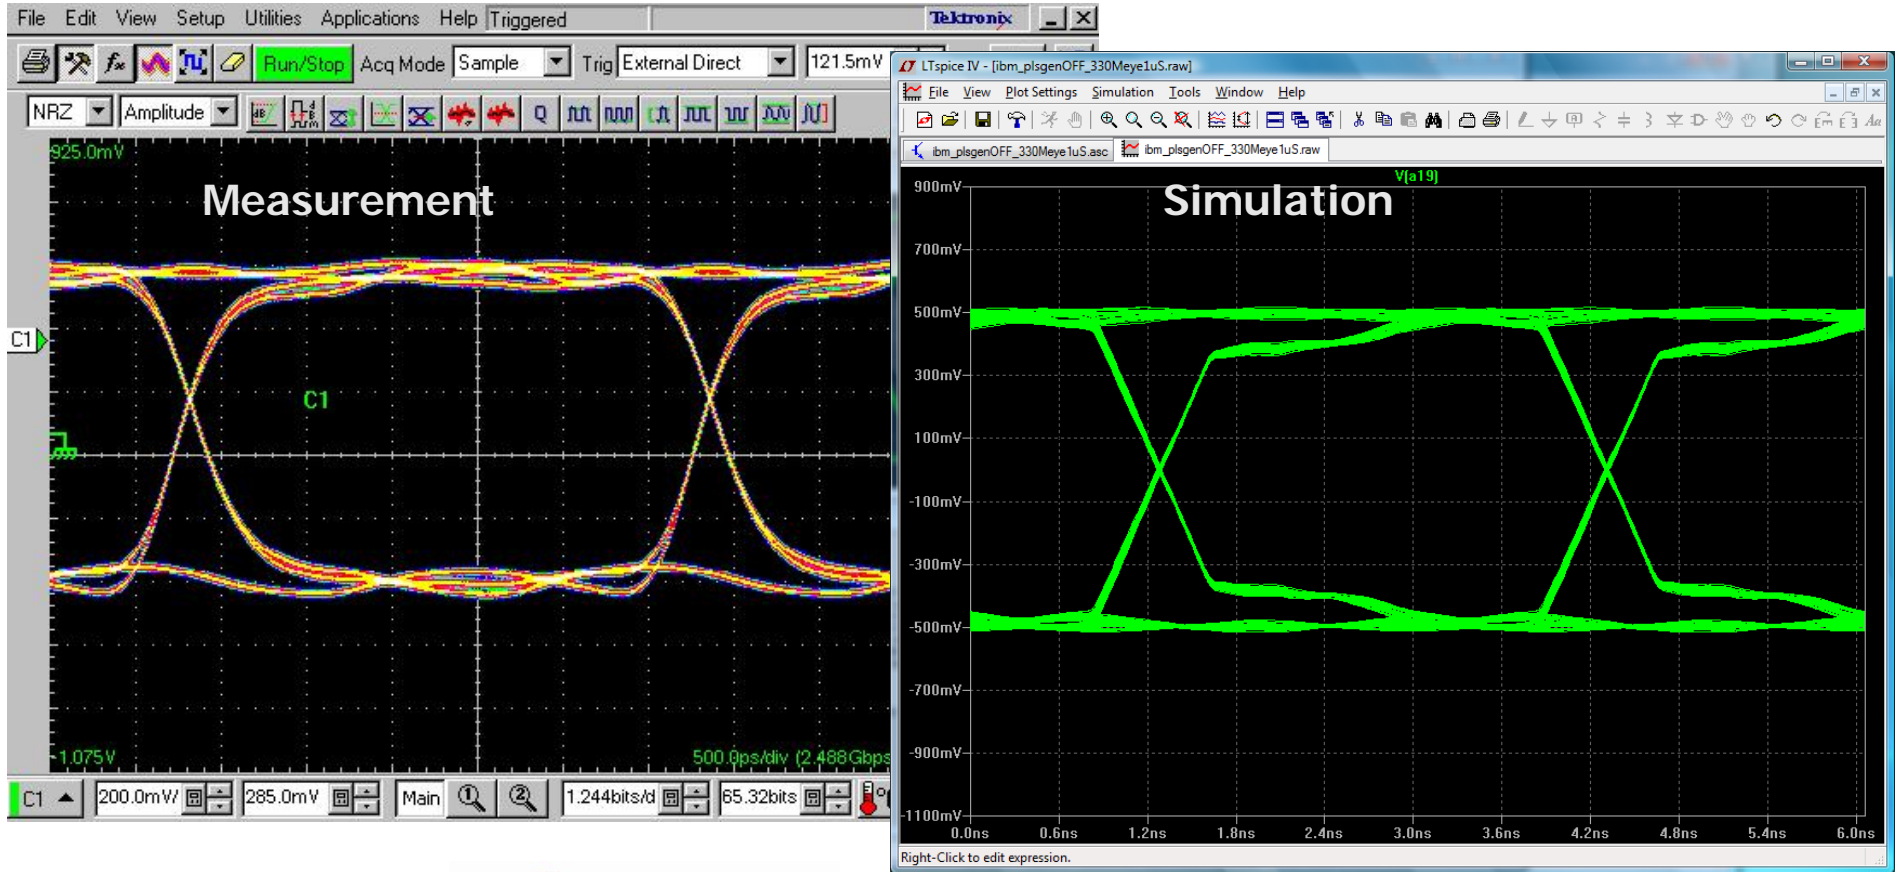 File Edit View Setup Utilities Applications Help Triggered Tektronix
Run/Stop Acq Mode Sample Trig External Direct 121.5mV
NRZ Amplitude
925.0mV
Measurement
C1
C1
-1.075V
500.0ps/div (2.488Gbps
C1 200.0mV/ 285.0mV Main 1.244bits/d 65.32bits
LTspice IV - [ibm_plsgenOFF_330Meye1uS.raw]
File View Plot Settings Simulation Tools Window Help
ibm_plsgenOFF_330Meye1uS.asc ibm_plsgenOFF_330Meye1uS.raw
V(a19)
Simulation
900mV
700mV
500mV
300mV
100mV
-100mV
-300mV
-500mV
-700mV
-900mV
-1100mV
0.0ns 0.6ns 1.2ns 1.8ns 2.4ns 3.0ns 3.6ns 4.2ns 4.8ns 5.4ns 6.0ns
Right-Click to edit expression.